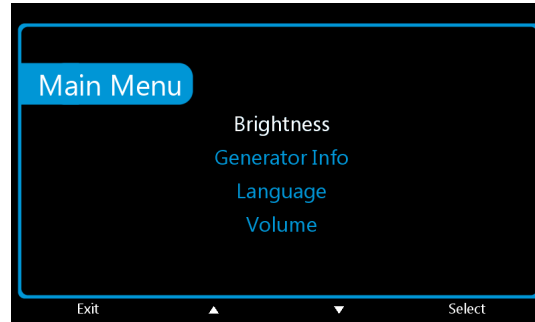 Main Menu
Brightness
Generator Info
Language
Volume
Exit ▲ ▼ Select